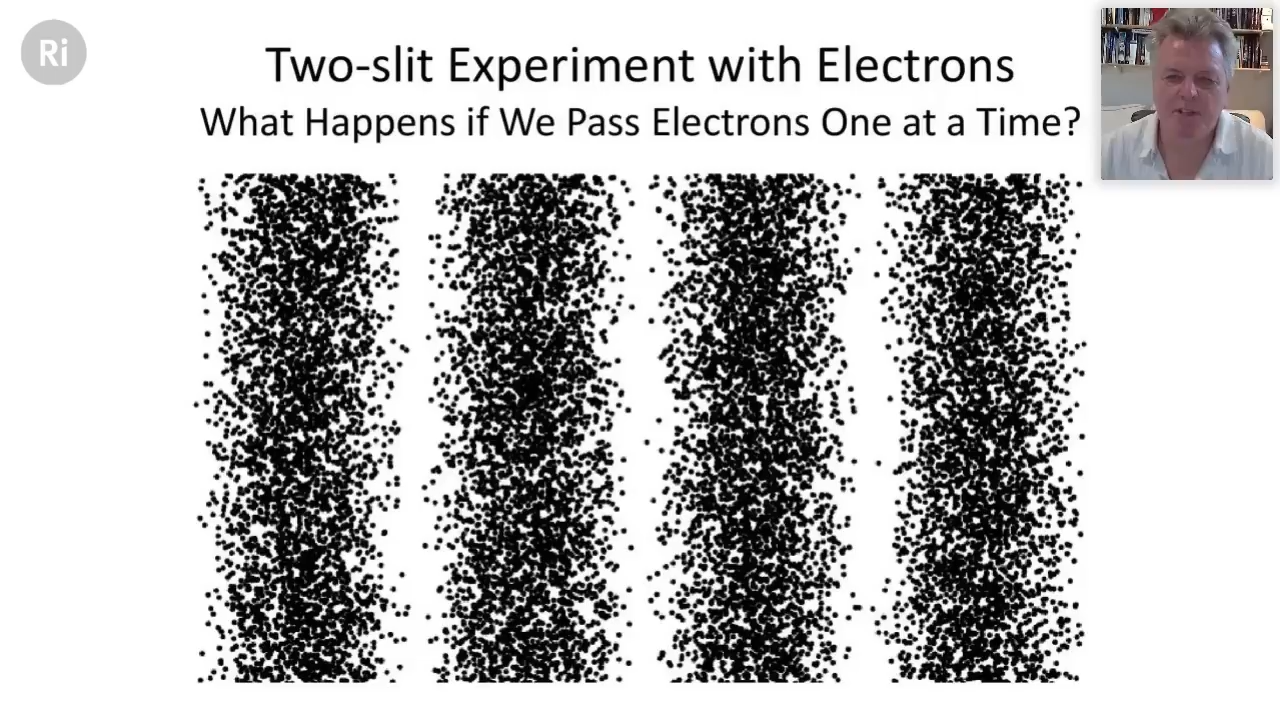 Ri
Two-slit Experiment with Electrons
What Happens if We Pass Electrons One at a Time?